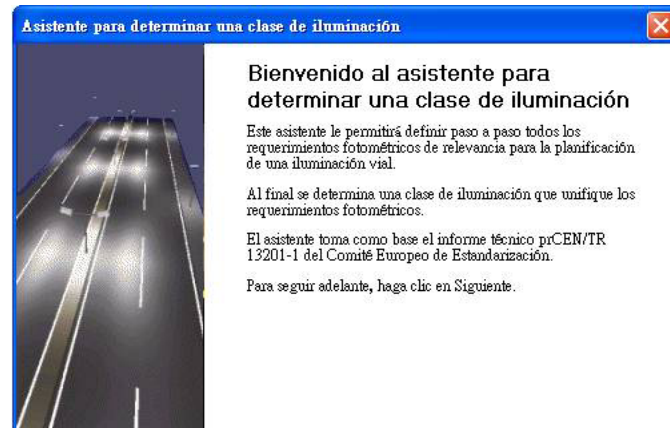 Asistente para determinar una clase de iluminación
Bienvenido al asistente para
determinar una clase de iluminación
Este asistente le permitirá definir paso a paso todos los
requerimientos fotométricos de relevancia para la planificación
de una iluminación vial.
Al final se determina una clase de iluminación que unifique los
requerimientos fotométricos.
El asistente toma como base el informe técnico prCEN/TR
13201-1 del Comité Europeo de Estandarización.
Para seguir adelante, haga clic en Siguiente.